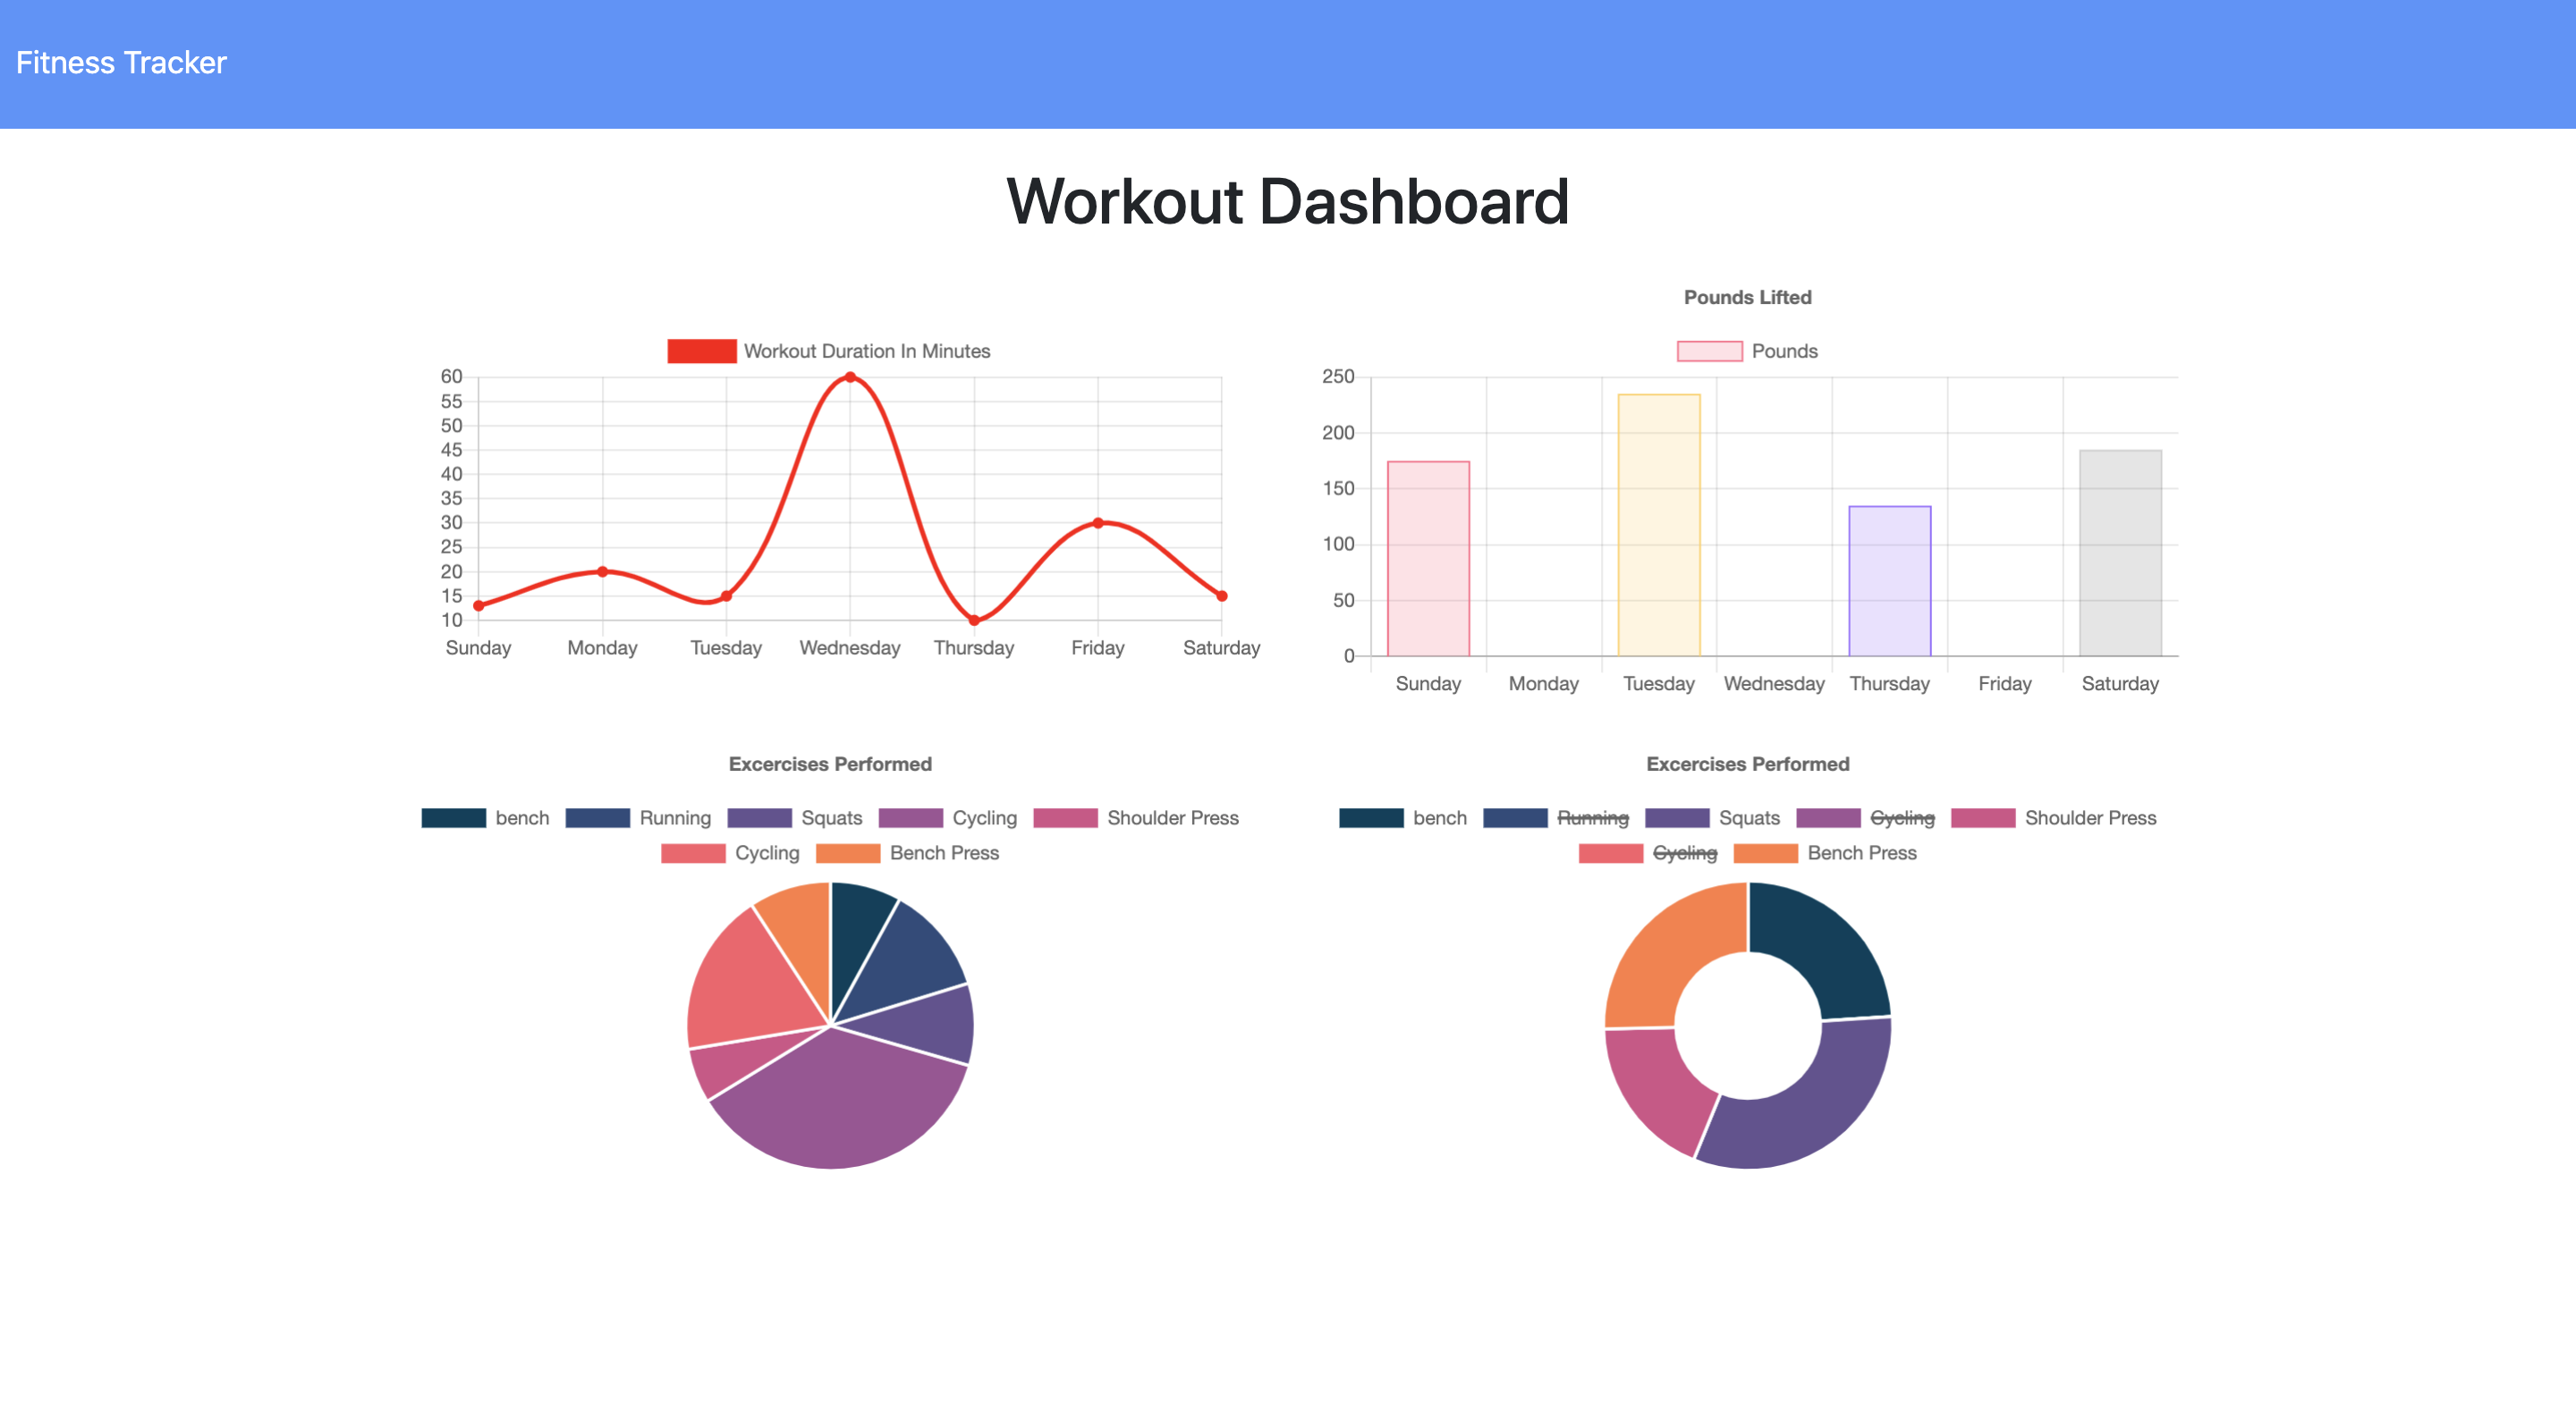 Fitness Tracker
Workout Dashboard
Workout Duration In Minutes
60
55
50
45
40
35
30
25
20
15
10
Sunday Monday Tuesday Wednesday Thursday Friday Saturday
Pounds Lifted
Pounds
250
200
150
100
50
0
Sunday Monday Tuesday Wednesday Thursday Friday Saturday
Excercises Performed
bench Running Squats Cycling Shoulder Press
Cycling Bench Press
Excercises Performed
bench Running Squats Cycling Shoulder Press
Cycling Bench Press